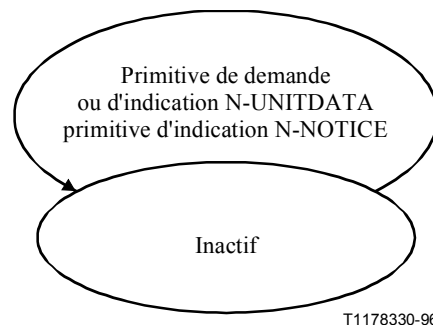 Primitive de demande
ou d'indication N-UNITDATA
primitive d'indication N-NOTICE
Inactif
T1178330-96